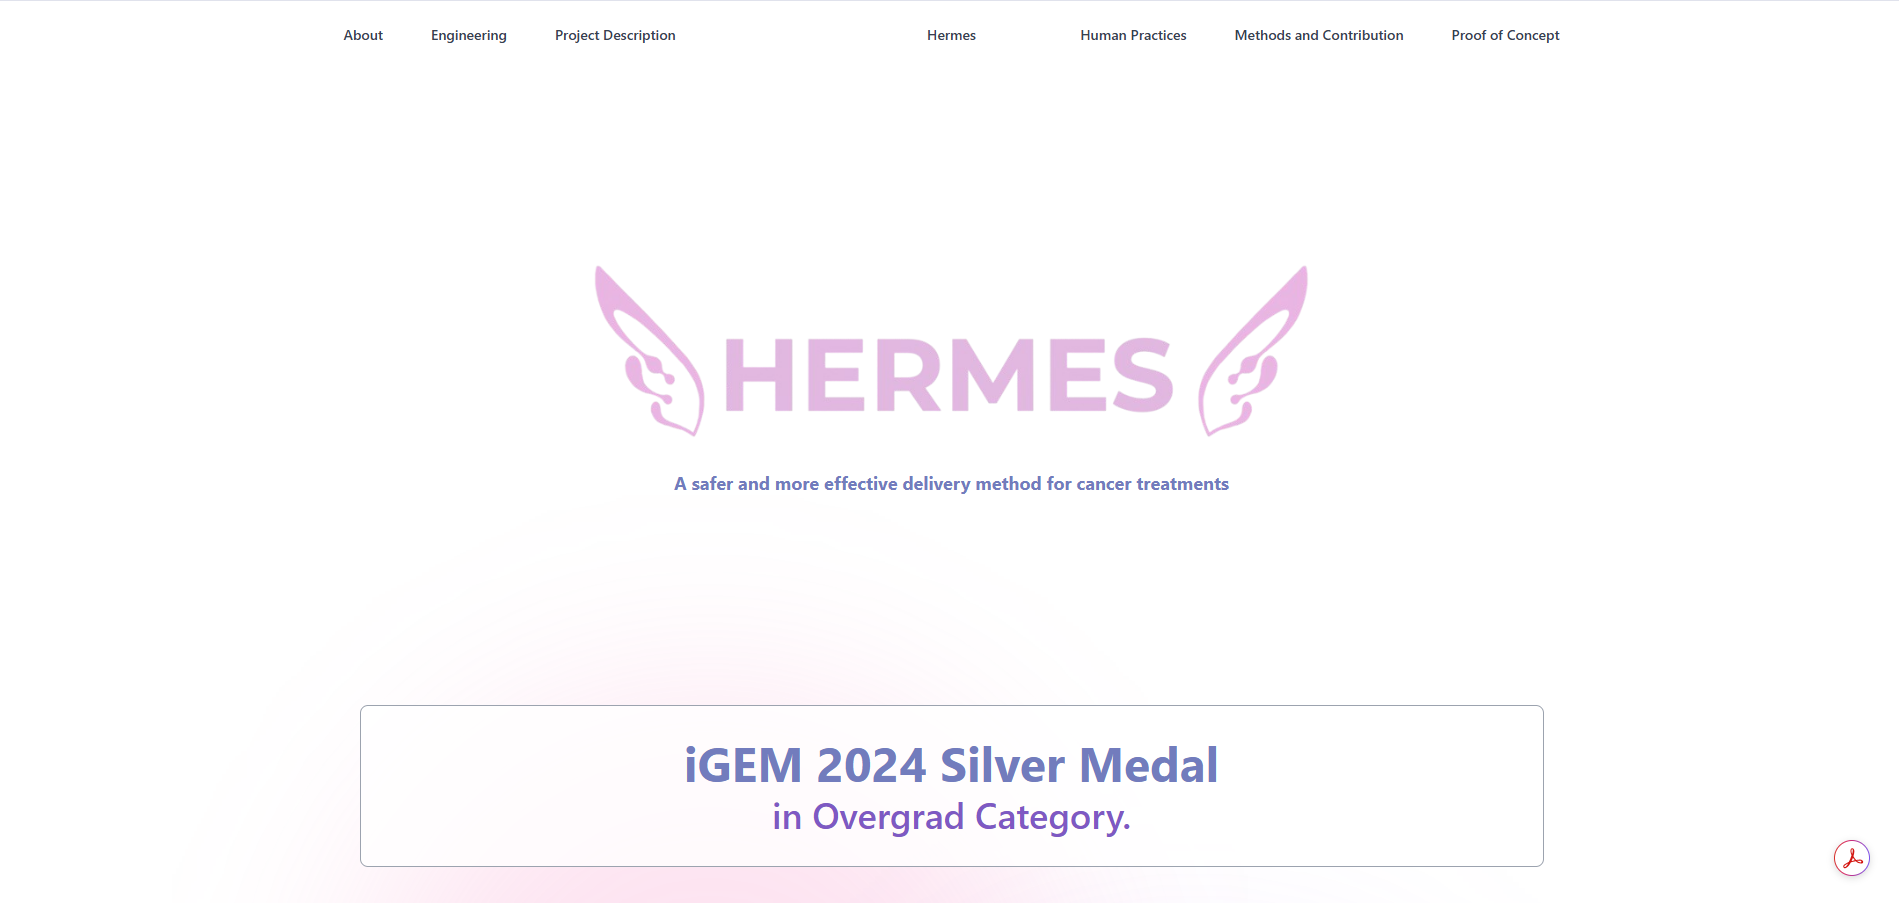 About Engineering Project Description Hermes Human Practices Methods and Contribution Proof of Concept
HERMES
A safer and more effective delivery method for cancer treatments
iGEM 2024 Silver Medal
in Overgrad Category.